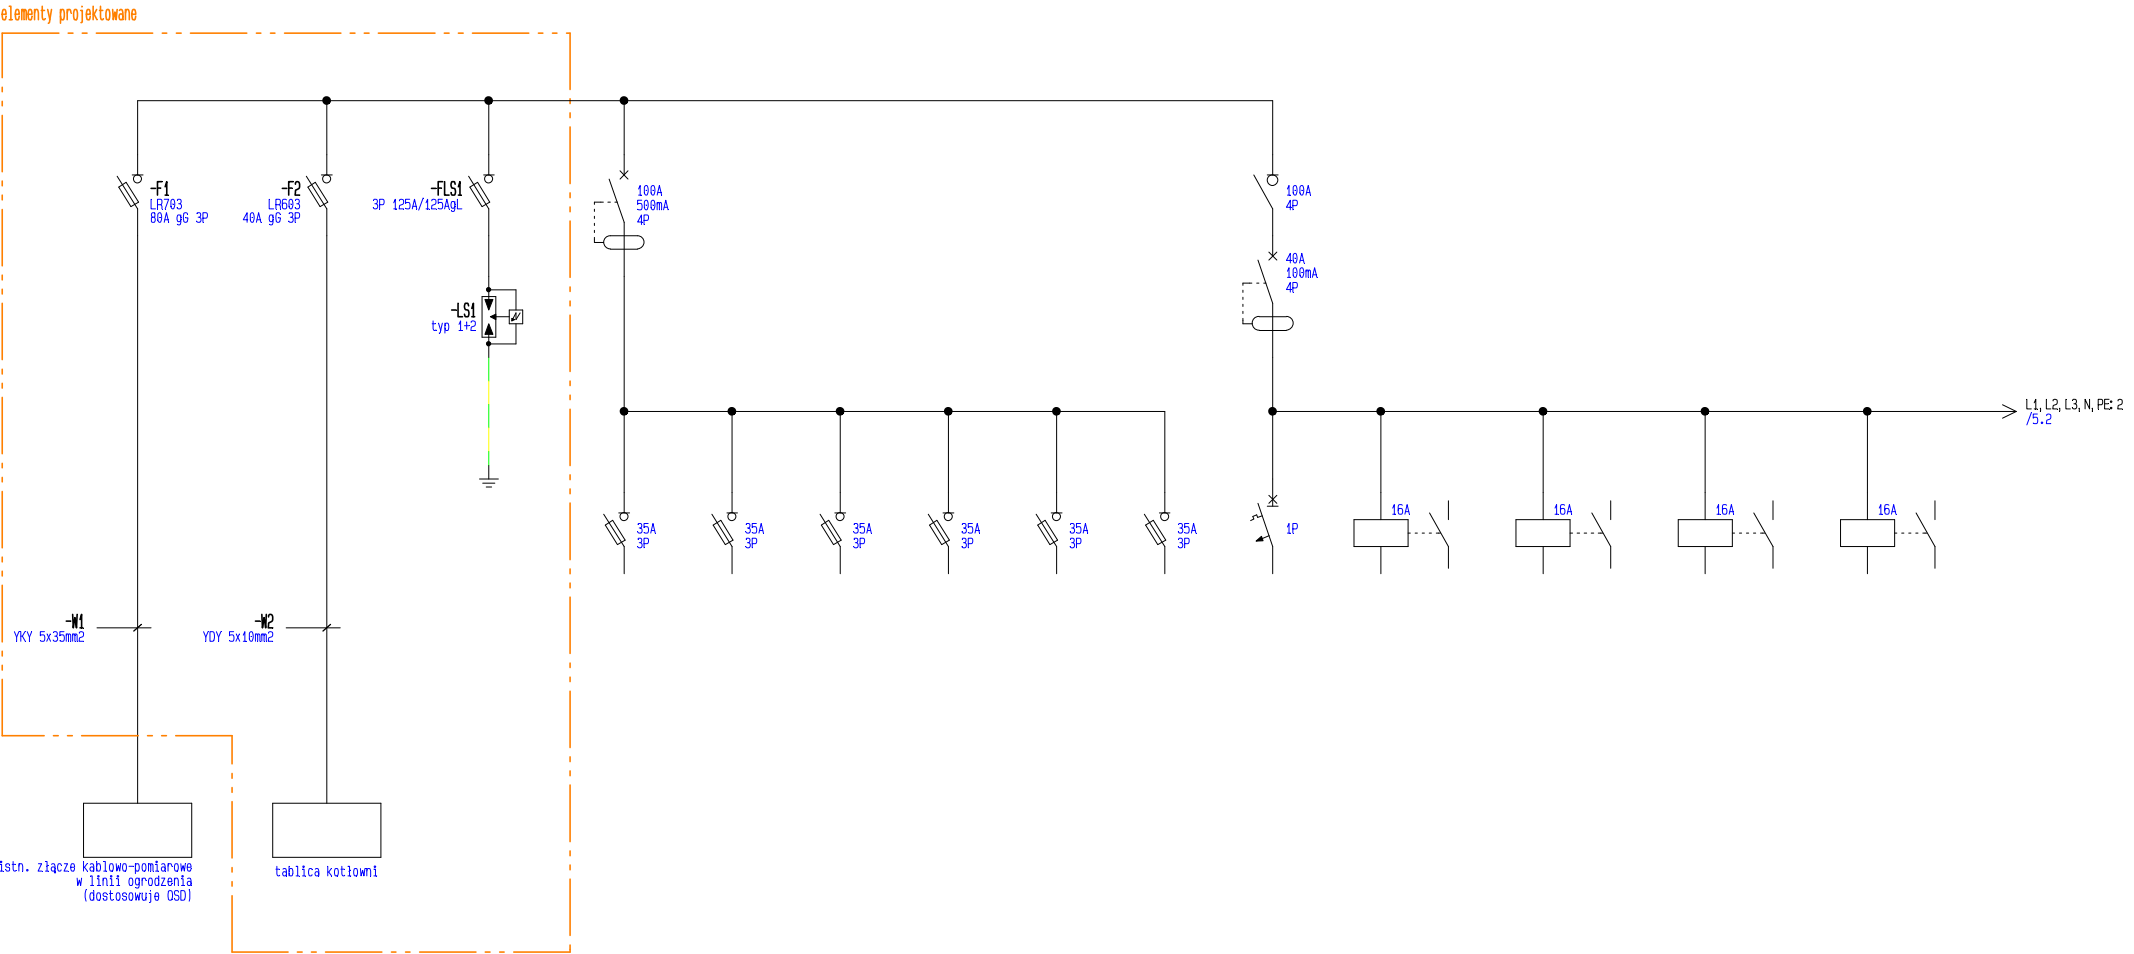 elementy projektowane
-F1
LR703
80A gG 3P
-F2
LR603
40A gG 3P
-FLS1
3P 125A/125AgL
100A
500mA
4P
100A
4P
40A
100mA
4P
-LS1
typ 1+2
L1, L2, L3, N, PE: 2
/5.2
35A
3P
35A
3P
35A
3P
35A
3P
35A
3P
35A
3P
1P
16A
16A
16A
16A
-W1
YKY 5x35mm2
-W2
YDY 5x10mm2
istn. złącze kablowo-pomiarowe
w linii ogrodzenia
(dostosowuje OSD)
tablica kotłowni